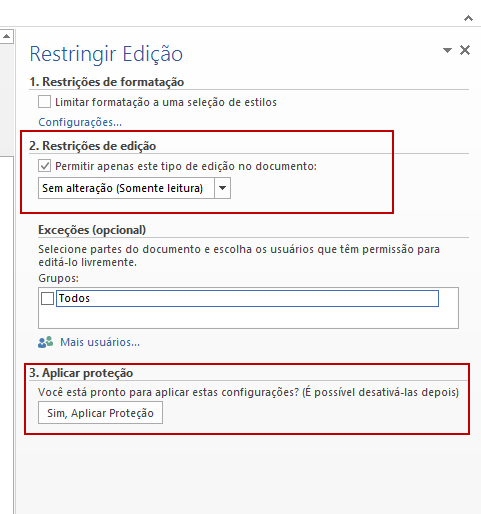 Restringir Edição
1. Restrições de formatação
Limitar formatação a uma seleção de estilos
Configurações...
2. Restrições de edição
Permitir apenas este tipo de edição no documento:
Sem alteração (Somente leitura)
Exceções (opcional)
Selecione partes do documento e escolha os usuários que têm permissão para
editá-lo livremente.
Grupos:
Todos
Mais usuários...
3. Aplicar proteção
Você está pronto para aplicar estas configurações? (É possível desativá-las depois)
Sim, Aplicar Proteção